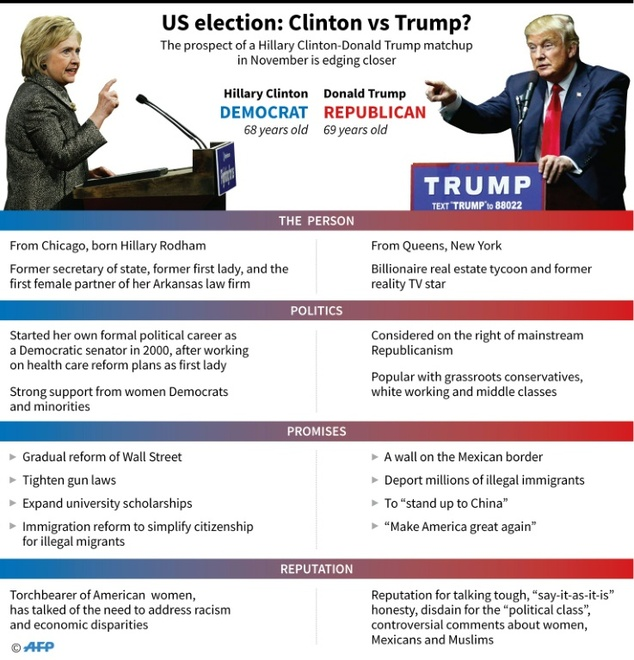 US election: Clinton vs Trump?
The prospect of a Hillary Clinton-Donald Trump matchup
in November is edging closer
Hillary Clinton
DEMOCRAT
68 years old
Donald Trump
REPUBLICAN
69 years old
TRUMP
TEXT "TRUMP" to 88022
THE PERSON
From Chicago, born Hillary Rodham
Former secretary of state, former first lady, and the
first female partner of her Arkansas law firm
From Queens, New York
Billionaire real estate tycoon and former
reality TV star
POLITICS
Started her own formal political career as
a Democratic senator in 2000, after working
on health care reform plans as first lady
Strong support from women Democrats
and minorities
Considered on the right of mainstream
Republicanism
Popular with grassroots conservatives,
white working and middle classes
PROMISES
Gradual reform of Wall Street
Tighten gun laws
Expand university scholarships
Immigration reform to simplify citizenship
for illegal migrants
A wall on the Mexican border
Deport millions of illegal immigrants
To “stand up to China”
“Make America great again”
REPUTATION
Torchbearer of American women,
has talked of the need to address racism
and economic disparities
Reputation for talking tough, “say-it-as-it-is”
honesty, disdain for the “political class”,
controversial comments about women,
Mexicans and Muslims
© AFP